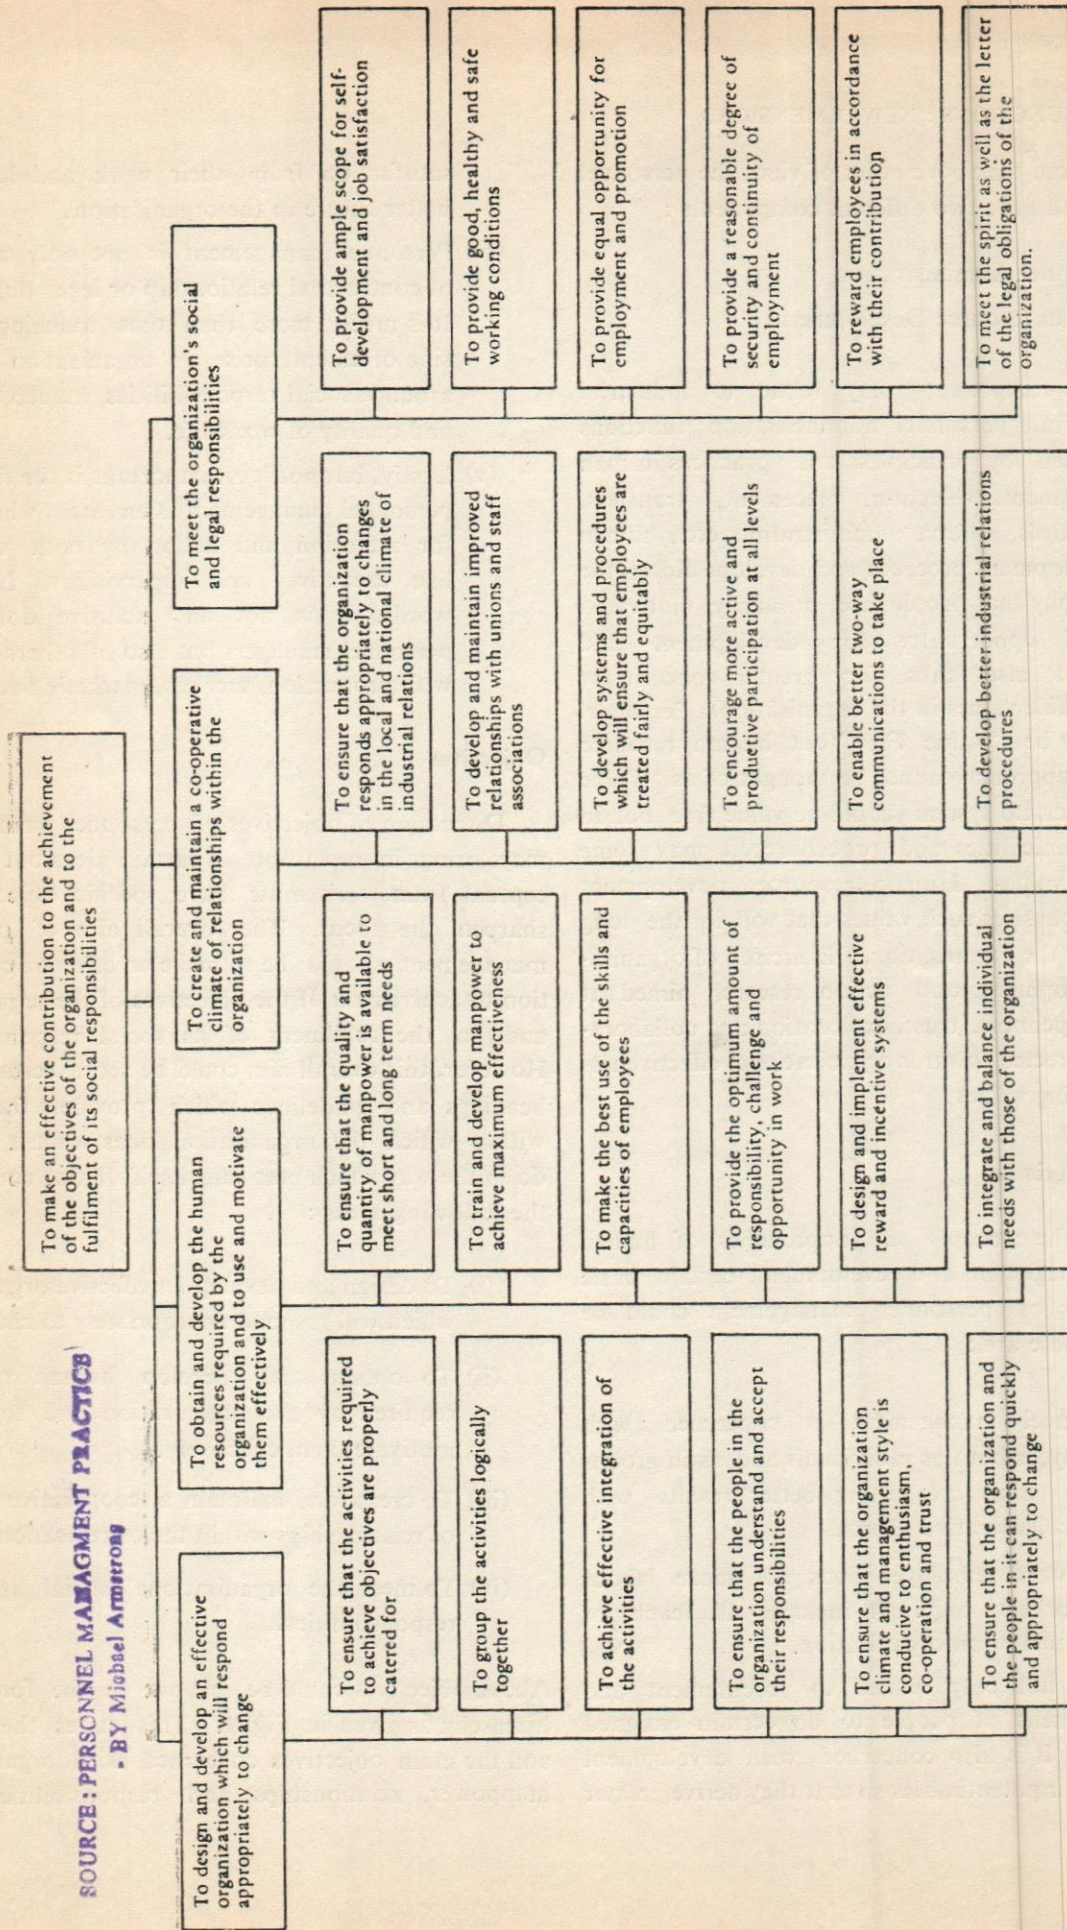 SOURCE: PERSONNEL MANAGMENT PRACTICE
- BY Michael Armstrong
To make an effective contribution to the achievement
of the objectives of the organization and to the
fulfilment of its social responsibilities
To design and develop an effective
organization which will respond
appropriately to change
To ensure that the activities required
to achieve objectives are properly
catered for
To group the activities logically
together
To achieve effective integration of
the activities
To ensure that the people in the
organization understand and accept
their responsibilities
To ensure that the organization
climate and management style is
conducive to enthusiasm,
co-operation and trust
To ensure that the organization and
the people in it can respond quickly
and appropriately to change
To obtain and develop the human
resources required by the
organization and to use and motivate
them effectively
To ensure that the quality and
quantity of manpower is available to
meet short and long term needs
To train and develop manpower to
achieve maximum effectiveness
To make the best use of the skills and
capacities of employees
To provide the optimum amount of
responsibility, challenge and
opportunity in work
To design and implement effective
reward and incentive systems
To integrate and balance individual
needs with those of the organization
To create and maintain a co-operative
climate of relationships within the
organization
To ensure that the organization
responds appropriately to changes
in the local and national climate of
industrial relations
To develop and maintain improved
relationships with unions and staff
associations
To develop systems and procedures
which will ensure that employees are
treated fairly and equitably
To encourage more active and
productive participation at all levels
To enable better two-way
communications to take place
To develop better industrial relations
procedures
To meet the organization's social
and legal responsibilities
To provide ample scope for self-
development and job satisfaction
To provide good, healthy and safe
working conditions
To provide equal opportunity for
employment and promotion
To provide a reasonable degree of
security and continuity of
employment
To reward employees in accordance
with their contribution
To meet the spirit as well as the letter
of the legal obligations of the
organization.